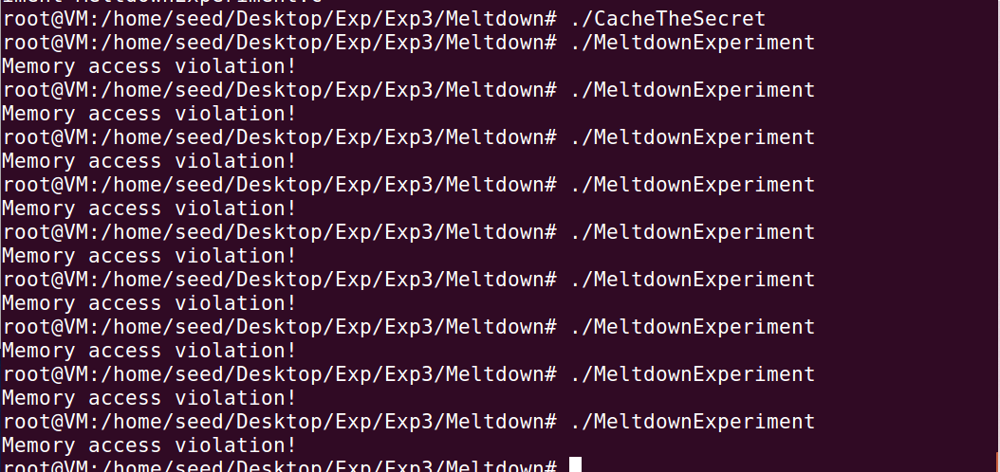 root@VM:/home/seed/Desktop/Exp/Exp3/Meltdown# ./CacheTheSecret
root@VM:/home/seed/Desktop/Exp/Exp3/Meltdown# ./MeltdownExperiment
Memory access violation!
root@VM:/home/seed/Desktop/Exp/Exp3/Meltdown# ./MeltdownExperiment
Memory access violation!
root@VM:/home/seed/Desktop/Exp/Exp3/Meltdown# ./MeltdownExperiment
Memory access violation!
root@VM:/home/seed/Desktop/Exp/Exp3/Meltdown# ./MeltdownExperiment
Memory access violation!
root@VM:/home/seed/Desktop/Exp/Exp3/Meltdown# ./MeltdownExperiment
Memory access violation!
root@VM:/home/seed/Desktop/Exp/Exp3/Meltdown# ./MeltdownExperiment
Memory access violation!
root@VM:/home/seed/Desktop/Exp/Exp3/Meltdown# ./MeltdownExperiment
Memory access violation!
root@VM:/home/seed/Desktop/Exp/Exp3/Meltdown# ./MeltdownExperiment
Memory access violation!
root@VM:/home/seed/Desktop/Exp/Exp3/Meltdown# ./MeltdownExperiment
Memory access violation!
root@VM:/home/seed/Desktop/Exp/Exp3/Meltdown#